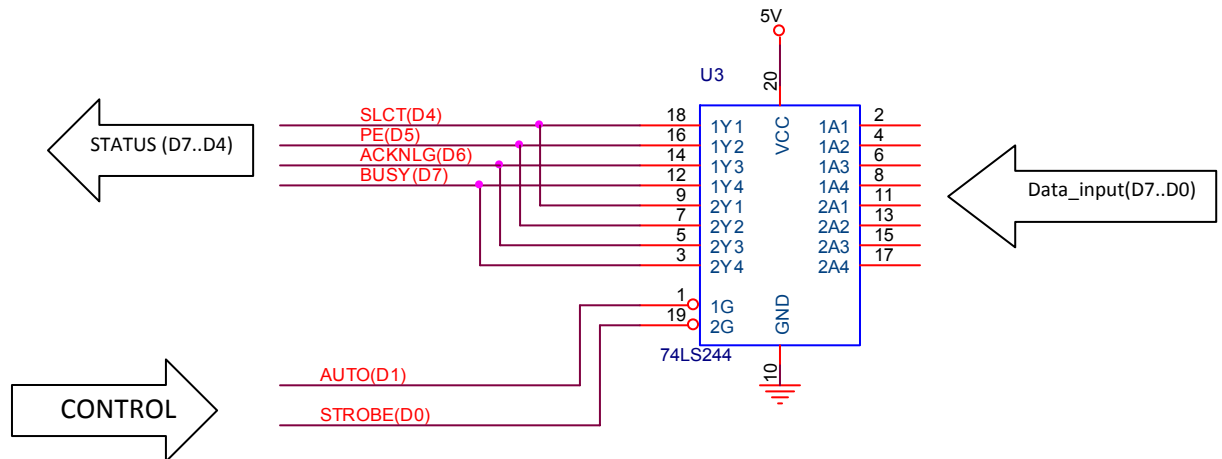 5V
U3
20
SLCT(D4) 18 1Y1 VCC 1A1 2
PE(D5) 16 1Y2 1A2 4
ACKNLG(D6) 14 1Y3 1A3 6
BUSY(D7) 12 1Y4 1A4 8
9 2Y1 2A1 11
7 2Y2 2A2 13
5 2Y3 2A3 15
3 2Y4 2A4 17
STATUS (D7..D4)
Data_input(D7..D0)
1 1G GND
19 2G
74LS244
10
AUTO(D1)
CONTROL
STROBE(D0)